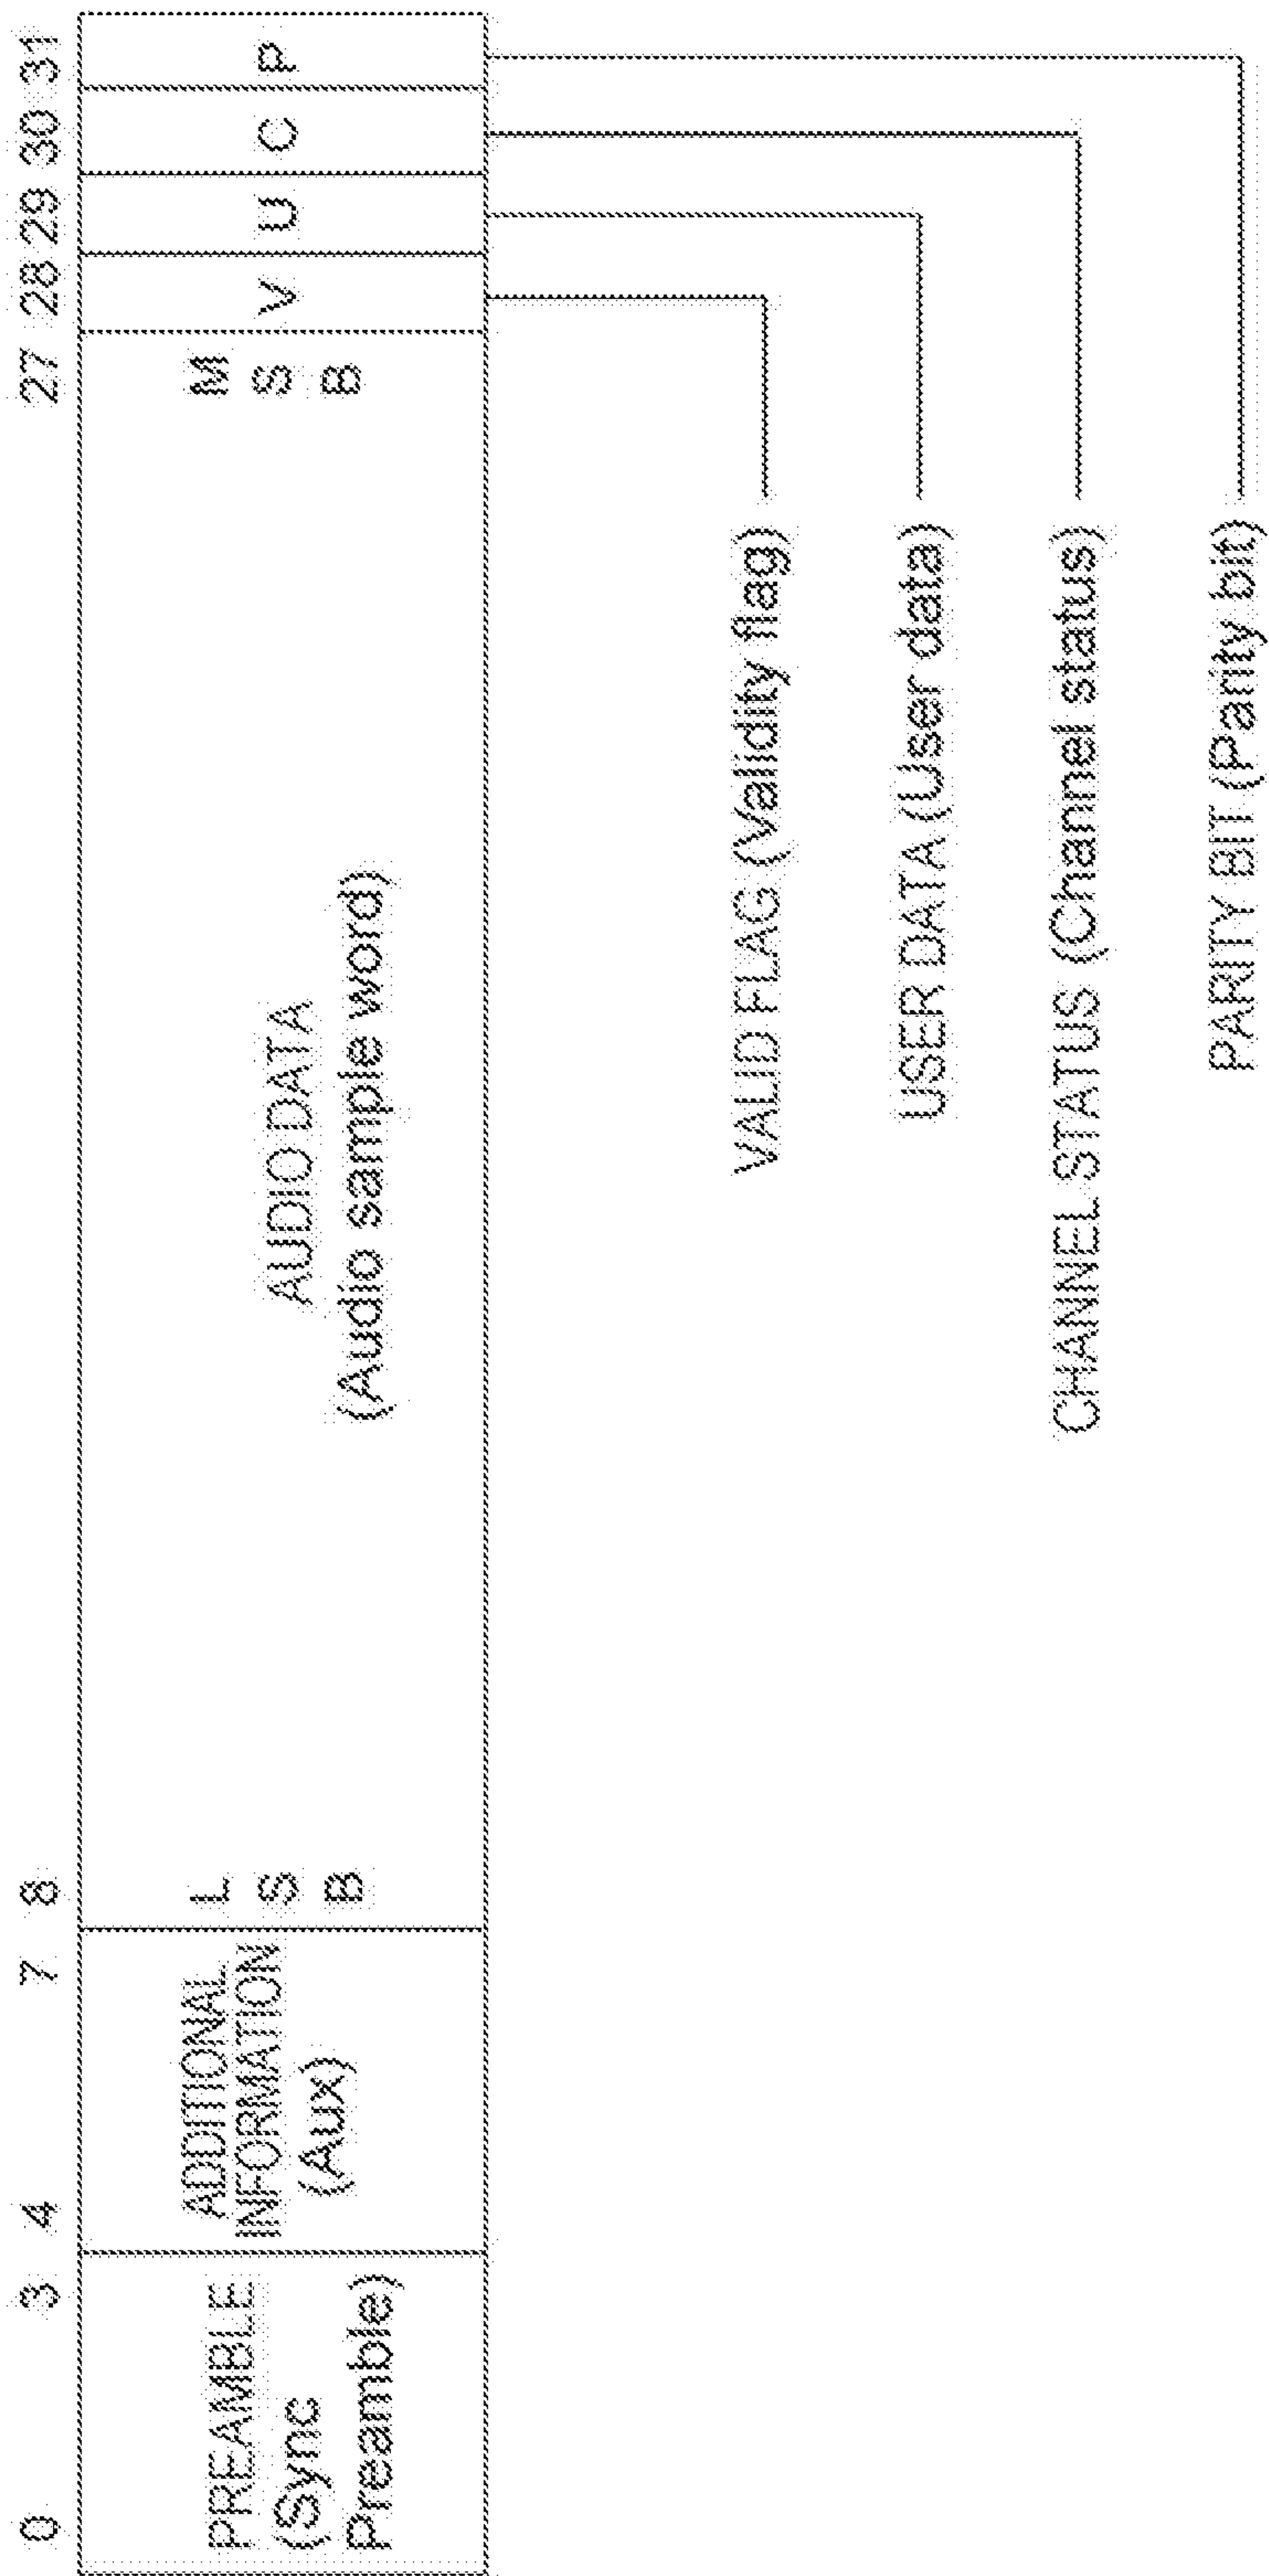 0 3 4 7 8 27 28 29 30 31
PREAMBLE
(Sync
Preamble)
ADDITIONAL
INFORMATION
(Aux)
L
S
B
AUDIO DATA
(Audio sample word)
M
S
B
V
U
C
P
VALID FLAG (Validity flag)
USER DATA (User data)
CHANNEL STATUS (Channel status)
PARITY BIT (Parity bit)